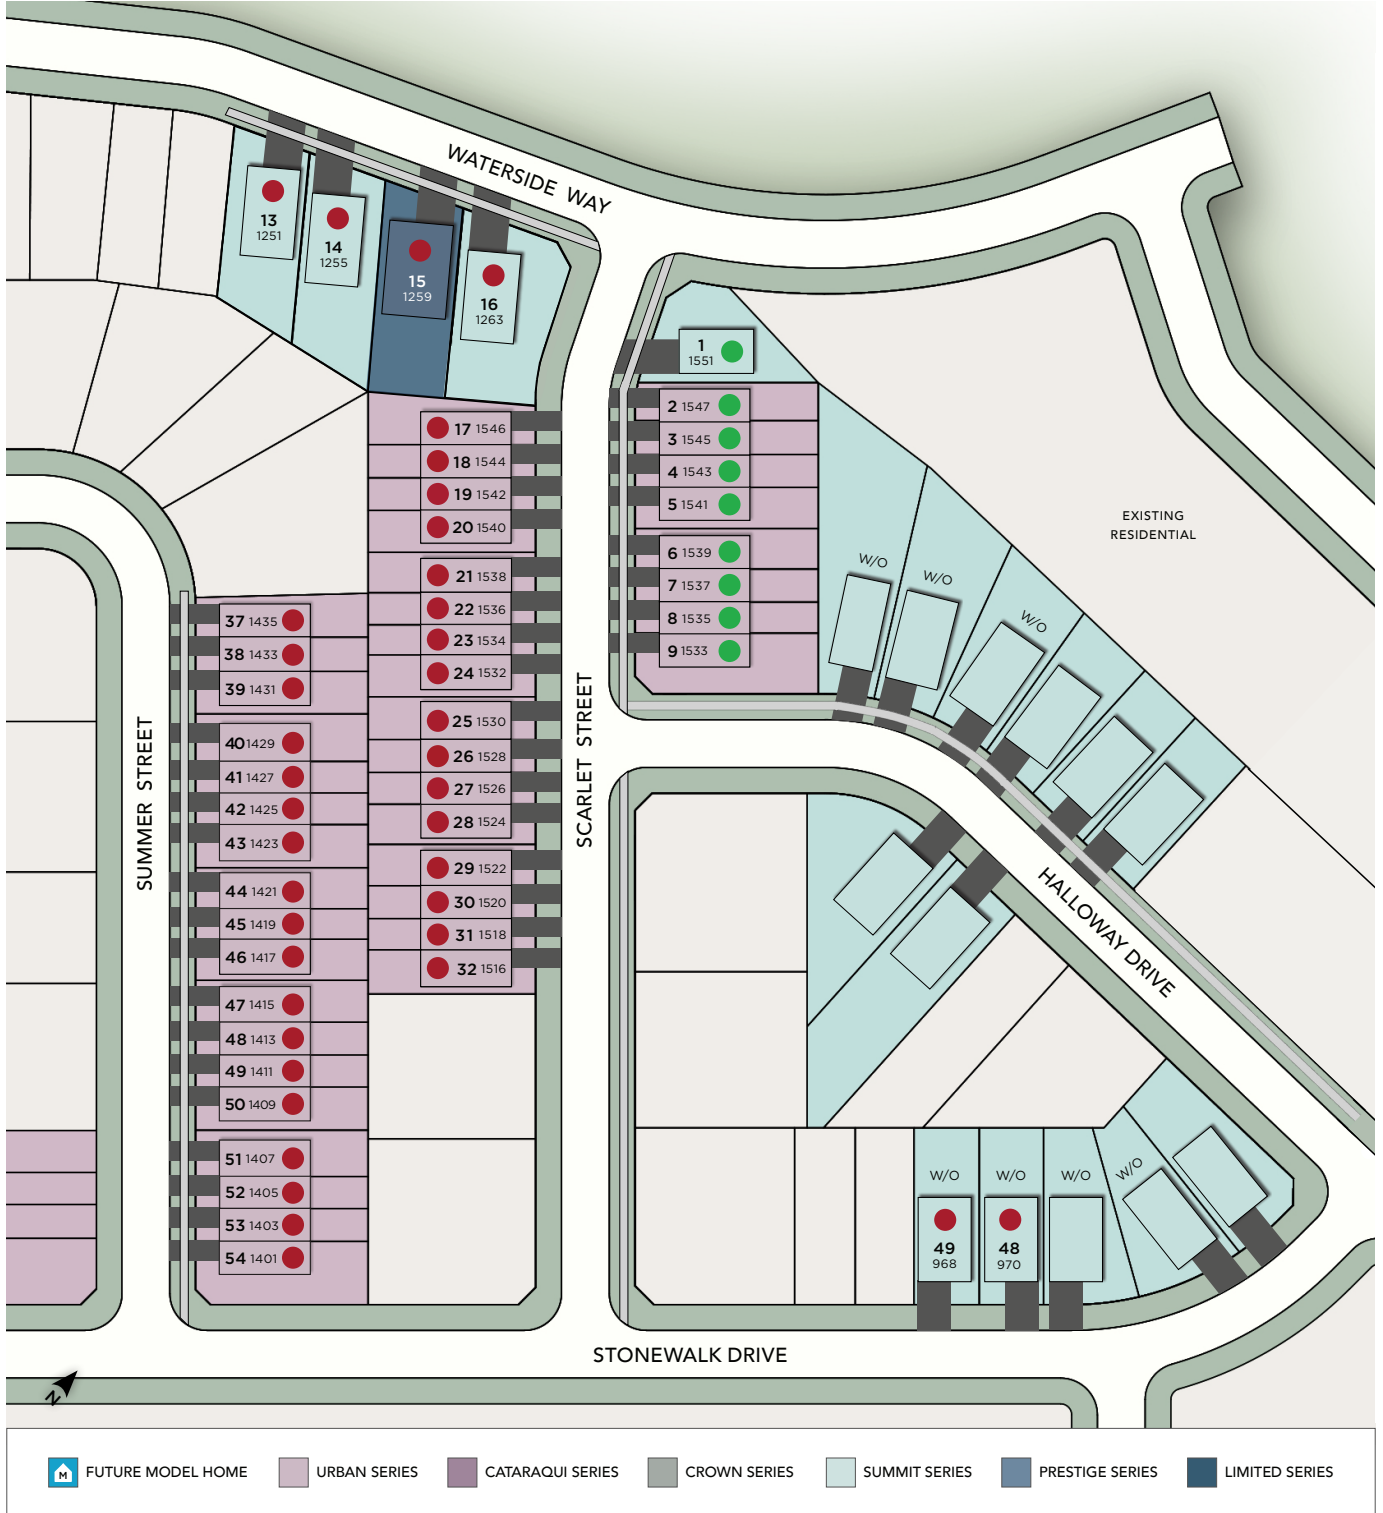 WATERSIDE WAY
13
1251
14
1255
15
1259
16
1263
1
1551
2 1547
3 1545
4 1543
5 1541
6 1539
7 1537
8 1535
9 1533
17 1546
18 1544
19 1542
20 1540
21 1538
22 1536
23 1534
24 1532
25 1530
26 1528
27 1526
28 1524
29 1522
30 1520
31 1518
32 1516
EXISTING
RESIDENTIAL
W/O
W/O
W/O
37 1435
38 1433
39 1431
40 1429
41 1427
42 1425
43 1423
44 1421
45 1419
46 1417
47 1415
48 1413
49 1411
50 1409
51 1407
52 1405
53 1403
54 1401
SUMMER STREET
SCARLET STREET
HALLOWAY DRIVE
W/O
W/O
W/O
W/O
49
968
48
970
STONEWALK DRIVE
N
M
FUTURE MODEL HOME
URBAN SERIES
CATARAQUI SERIES
CROWN SERIES
SUMMIT SERIES
PRESTIGE SERIES
LIMITED SERIES